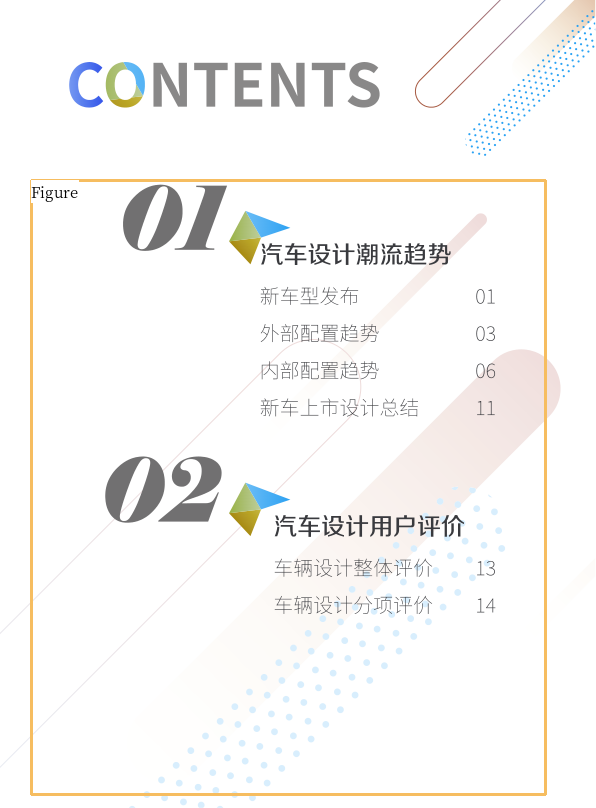 CONTENTS
Figure
01
汽车设计潮流趋势
新车型发布 01
外部配置趋势 03
内部配置趋势 06
新车上市设计总结 11
02
汽车设计用户评价
车辆设计整体评价 13
车辆设计分项评价 14